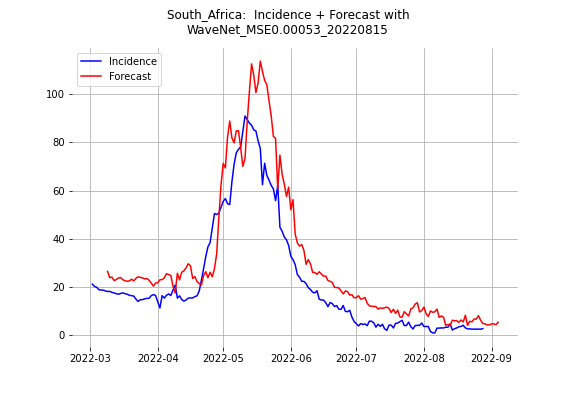 South_Africa:  Incidence + Forecast with
WaveNet_MSE0.00053_20220815
Incidence
Forecast
100
80
60
40
20
0
2022-03 2022-04 2022-05 2022-06 2022-07 2022-08 2022-09